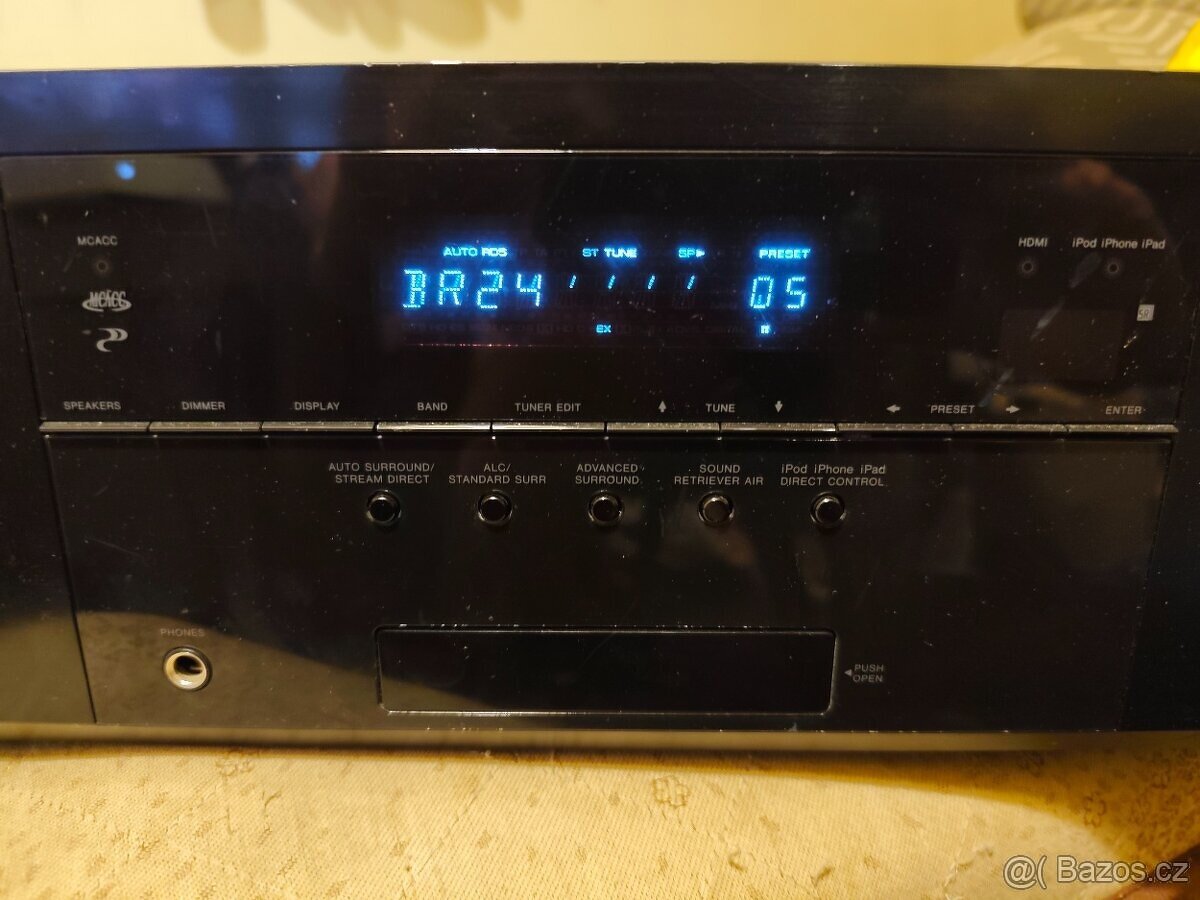 MCACC
MCACC
AUTO RDS ST TUNE SP▶ PRESET
BR24 ' ' ' ' 05
EX
HDMI iPod iPhone iPad
SR
SPEAKERS DIMMER DISPLAY BAND TUNER EDIT ↑ TUNE ↓ ← PRESET → ENTER
AUTO SURROUND/ STREAM DIRECT
ALC/ STANDARD SURR
ADVANCED SURROUND
SOUND RETRIEVER AIR
iPod iPhone iPad DIRECT CONTROL
PHONES
◀ PUSH OPEN
@( Bazos.cz